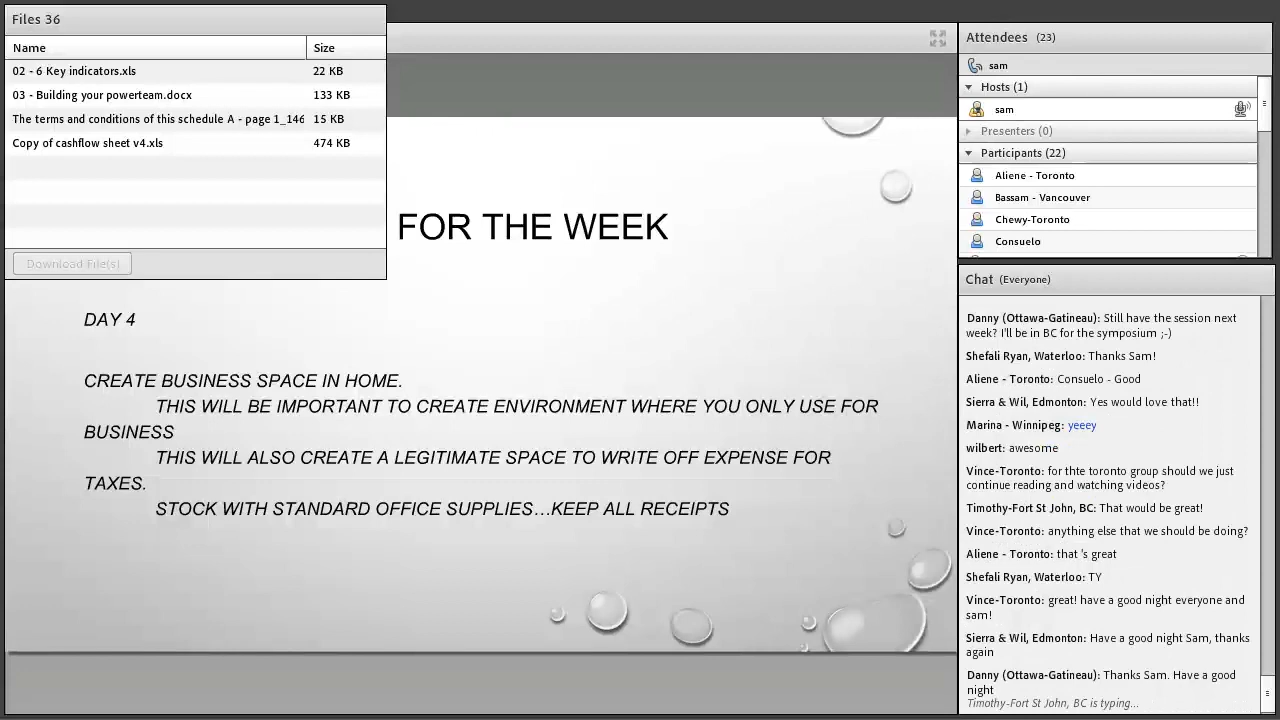 Files 36
Name Size
02 - 6 Key indicators.xls 22 KB
03 - Building your powerteam.docx 133 KB
The terms and conditions of this schedule A - page 1_146 15 KB
Copy of cashflow sheet v4.xls 474 KB
Download File(s)
FOR THE WEEK
DAY 4
CREATE BUSINESS SPACE IN HOME.
THIS WILL BE IMPORTANT TO CREATE ENVIRONMENT WHERE YOU ONLY USE FOR
BUSINESS
THIS WILL ALSO CREATE A LEGITIMATE SPACE TO WRITE OFF EXPENSE FOR
TAXES.
STOCK WITH STANDARD OFFICE SUPPLIES...KEEP ALL RECEIPTS
Attendees (23)
sam
Hosts (1)
sam
Presenters (0)
Participants (22)
Aliene - Toronto
Bassam - Vancouver
Chewy-Toronto
Consuelo
Chat (Everyone)
Danny (Ottawa-Gatineau): Still have the session next
week? I'll be in BC for the symposium ;-)
Shefali Ryan, Waterloo: Thanks Sam!
Aliene - Toronto: Consuelo - Good
Sierra & Wil, Edmonton: Yes would love that!!
Marina - Winnipeg: yeeey
wilbert: awesome
Vince-Toronto: for thte toronto group should we just
continue reading and watching videos?
Timothy-Fort St John, BC: That would be great!
Vince-Toronto: anything else that we should be doing?
Aliene - Toronto: that 's great
Shefali Ryan, Waterloo: TY
Vince-Toronto: great! have a good night everyone and
sam!
Sierra & Wil, Edmonton: Have a good night Sam, thanks
again
Danny (Ottawa-Gatineau): Thanks Sam. Have a good
night
Timothy-Fort St John, BC is typing...